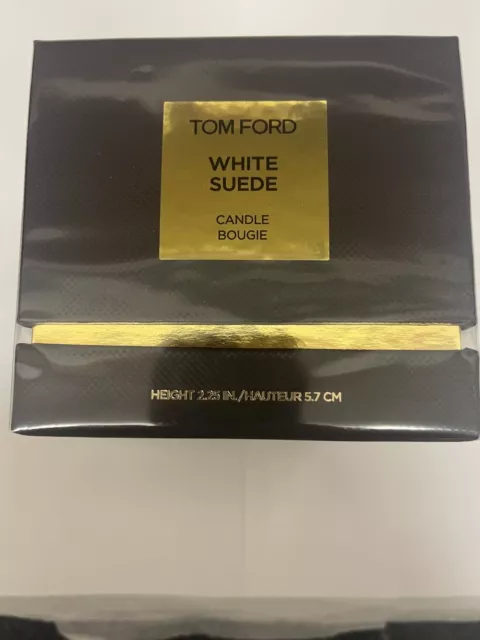 TOM FORD
WHITE
SUEDE
CANDLE
BOUGIE
HEIGHT 2.25 IN./HAUTEUR 5.7 CM